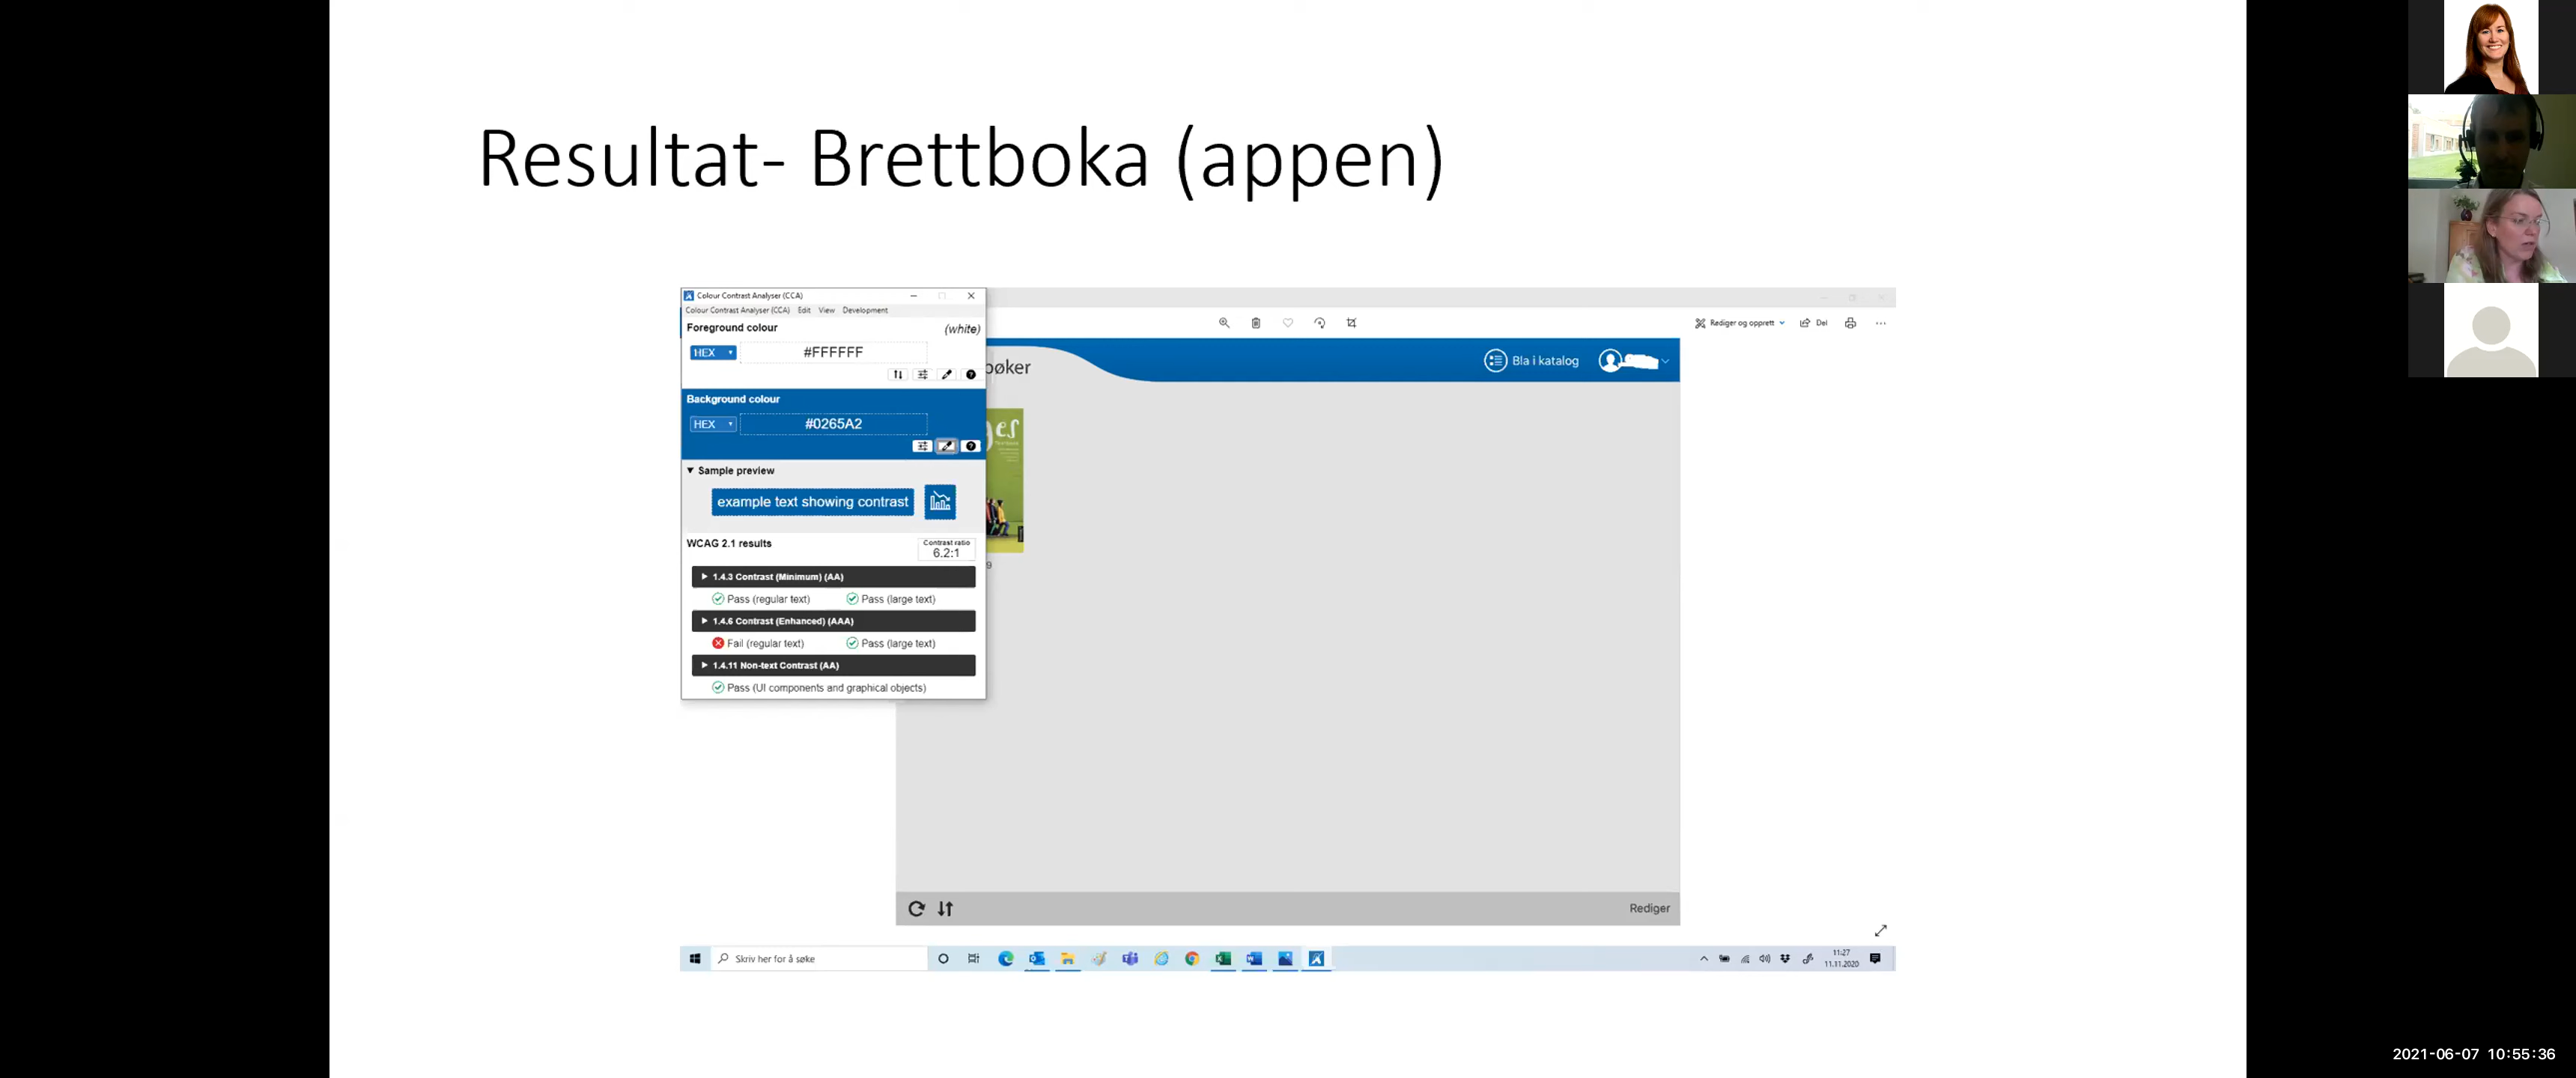 Resultat- Brettboka (appen)
Colour Contrast Analyser (CCA)
Colour Contrast Analyser (CCA) Edit View Development
Foreground colour (white)
HEX #FFFFFF
Background colour
HEX #0265A2
Sample preview
example text showing contrast
WCAG 2.1 results
Contrast ratio
6.2:1
1.4.3 Contrast (Minimum) (AA)
Pass (regular text) Pass (large text)
1.4.6 Contrast (Enhanced) (AAA)
Fail (regular text) Pass (large text)
1.4.11 Non-text Contrast (AA)
Pass (UI components and graphical objects)
Rediger og opprett Del
bøker
Bla i katalog
ges
9
Rediger
Skriv her for å søke
11:27
11.11.2020
2021-06-07 10:55:36